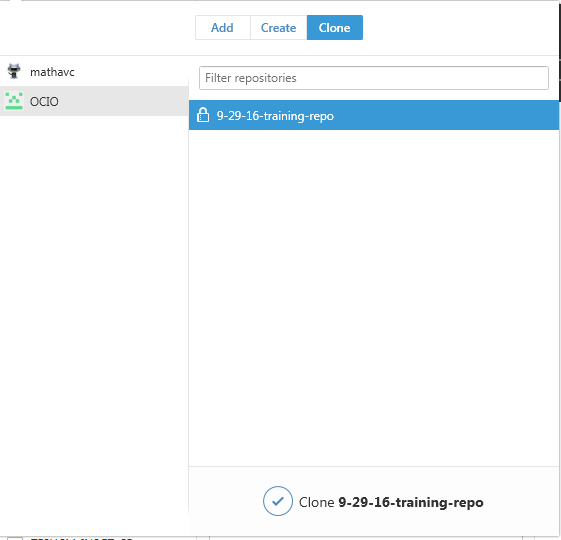 Add Create Clone
mathavc
OCIO
Filter repositories
9-29-16-training-repo
Clone 9-29-16-training-repo